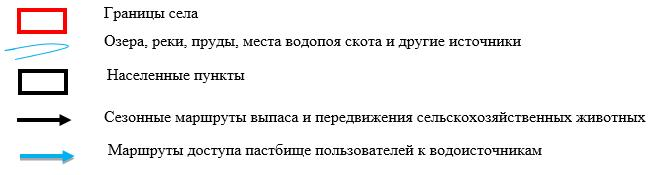 Границы села
Озера, реки, пруды, места водопоя скота и другие источники
Населенные пункты
Сезонные маршруты выпаса и передвижения сельскохозяйственных животных
Маршруты доступа пастбище пользователей к водоисточникам